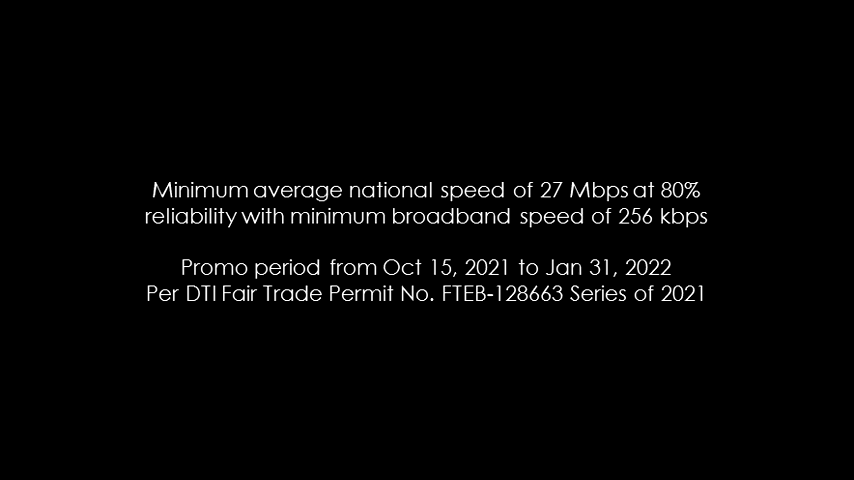 Minimum average national speed of 27 Mbps at 80%
reliability with minimum broadband speed of 256 kbps
Promo period from Oct 15, 2021 to Jan 31, 2022
Per DTI Fair Trade Permit No. FTEB-128663 Series of 2021